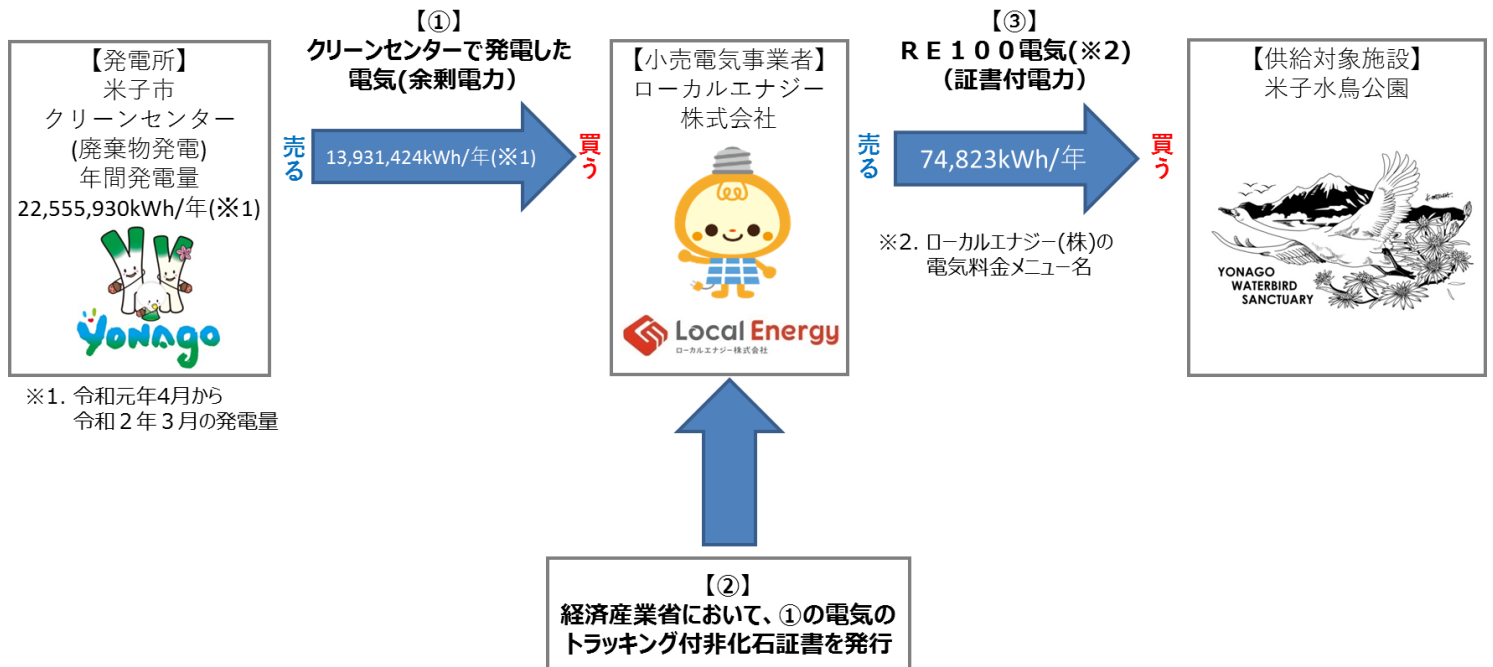 【発電所】
米子市
クリーンセンター
(廃棄物発電)
年間発電量
22,555,930kWh/年(※1)
Yonago
※1. 令和元年4月から
令和２年３月の発電量
【①】
クリーンセンターで発電した
電気(余剰電力）
売る
13,931,424kWh/年(※1)
買う
【小売電気事業者】
ローカルエナジー
株式会社
Local Energy
ローカルエナジー株式会社
【②】
経済産業省において、①の電気の
トラッキング付非化石証書を発行
【③】
ＲＥ１００電気(※2)
（証書付電力）
売る
74,823kWh/年
買う
※2. ローカルエナジー(株)の
電気料金メニュー名
【供給対象施設】
米子水鳥公園
YONAGO
WATERBIRD
SANCTUARY